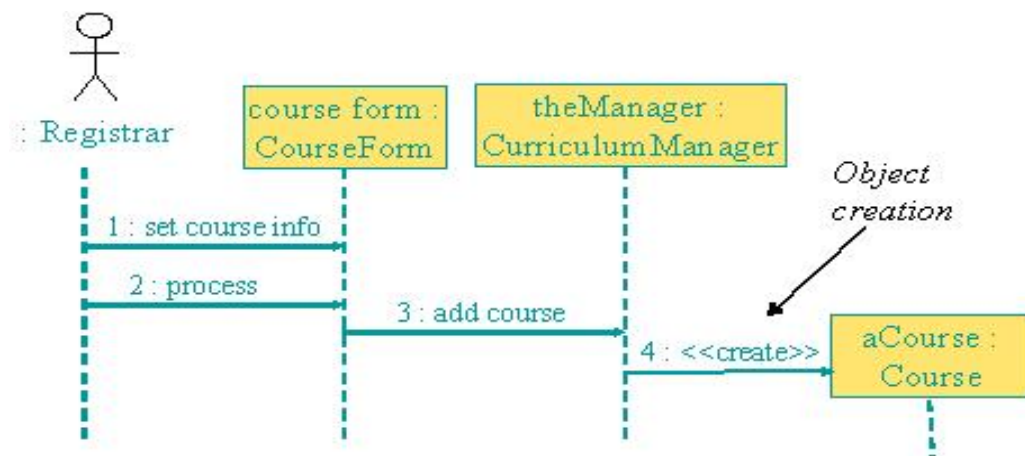 : Registrar
course form :
CourseForm
theManager :
CurriculumManager
Object
creation
1 : set course info
2 : process
3 : add course
4 : <<create>>
aCourse :
Course